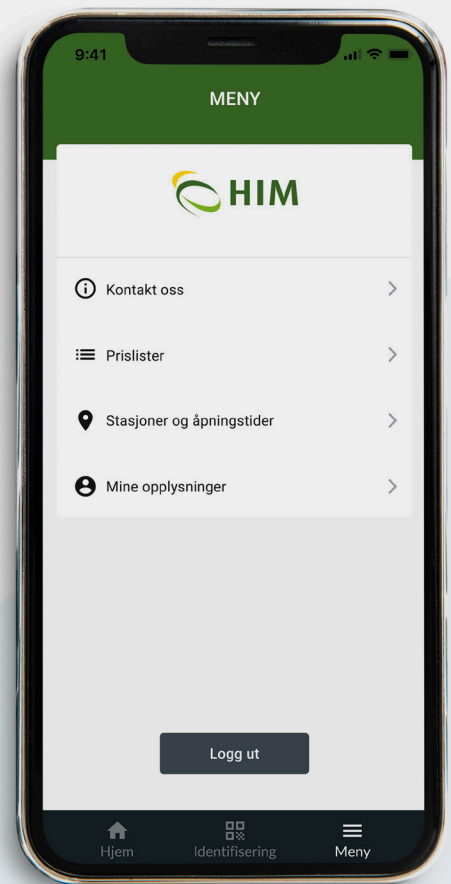 9:41
MENY
HIM
Kontakt oss
Prislister
Stasjoner og åpningstider
Mine opplysninger
Logg ut
Hjem
Identifisering
Meny